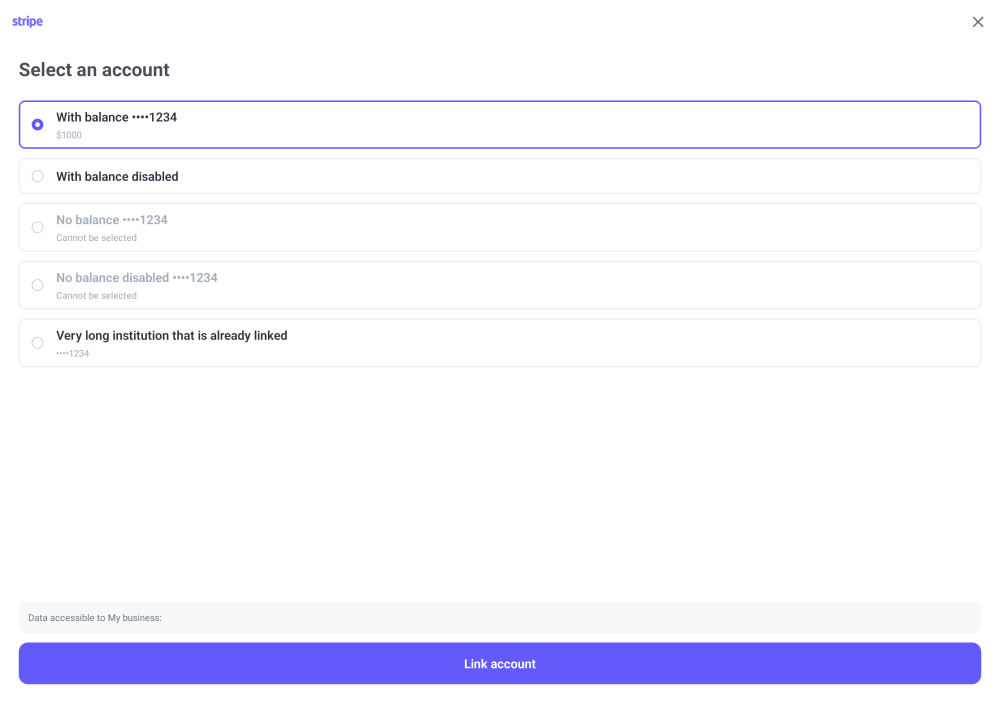 stripe
Select an account
With balance ••••1234
$1000
With balance disabled
No balance ••••1234
Cannot be selected
No balance disabled ••••1234
Cannot be selected
Very long institution that is already linked
••••1234
Data accessible to My business:
Link account